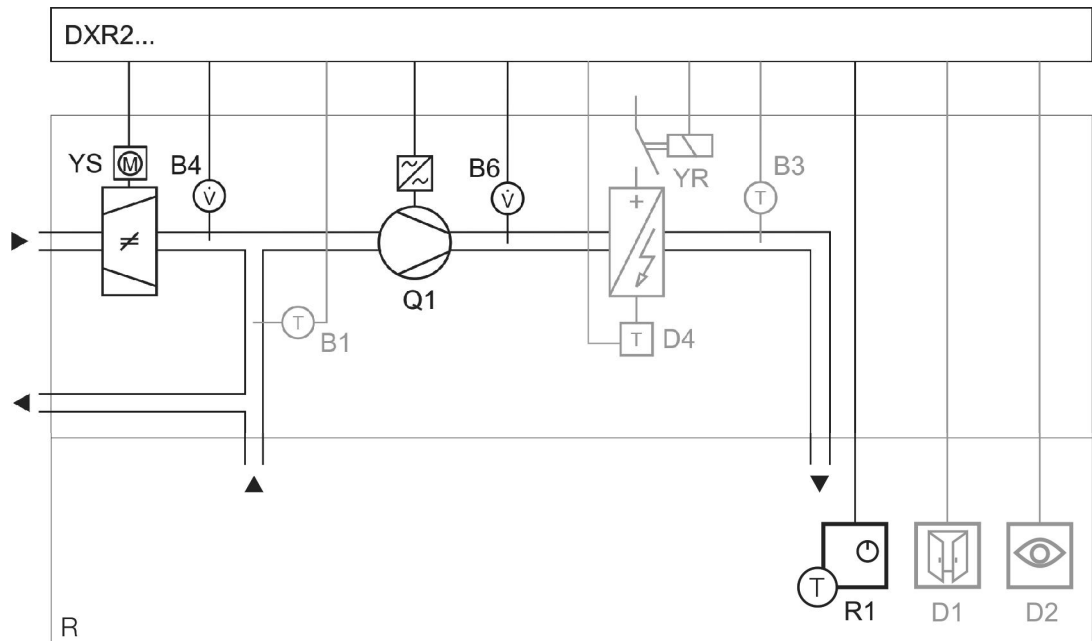 DXR2...
YS
M
B4
V̇
B6
V̇
YR
B3
T
≠
+
Q1
T
B1
T
D4
T
R1
D1
D2
R